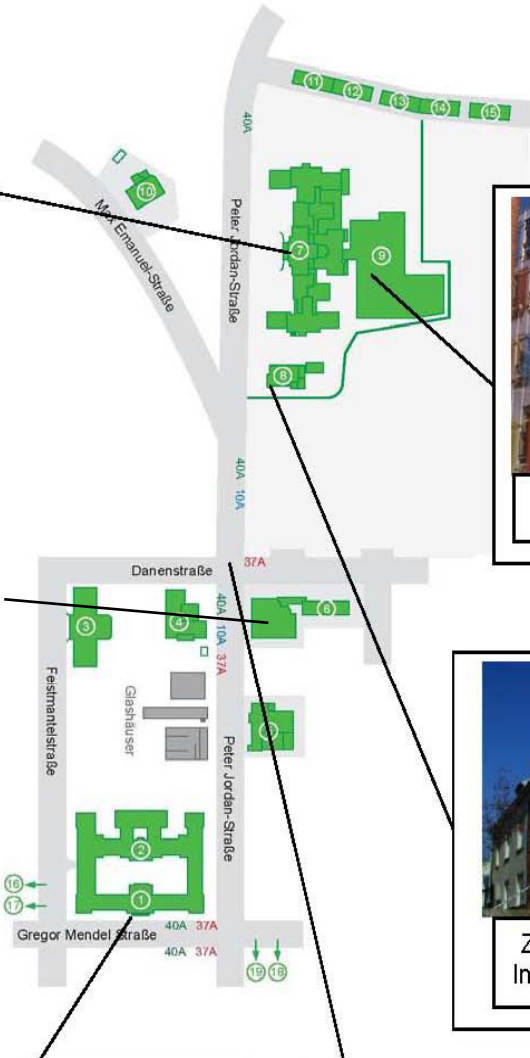 11
12
13
14
15
40A
10
Max Emanuel-Straße
Peter Jordan-Straße
7
9
8
40A 10A
Danenstraße
37A
40A 10A 37A
3
4
6
Feistmantelstraße
Glashäuser
Peter Jordan-Straße
2
16
17
1
40A 37A
Gregor Mendel Straße
40A 37A
19
18
Z
In